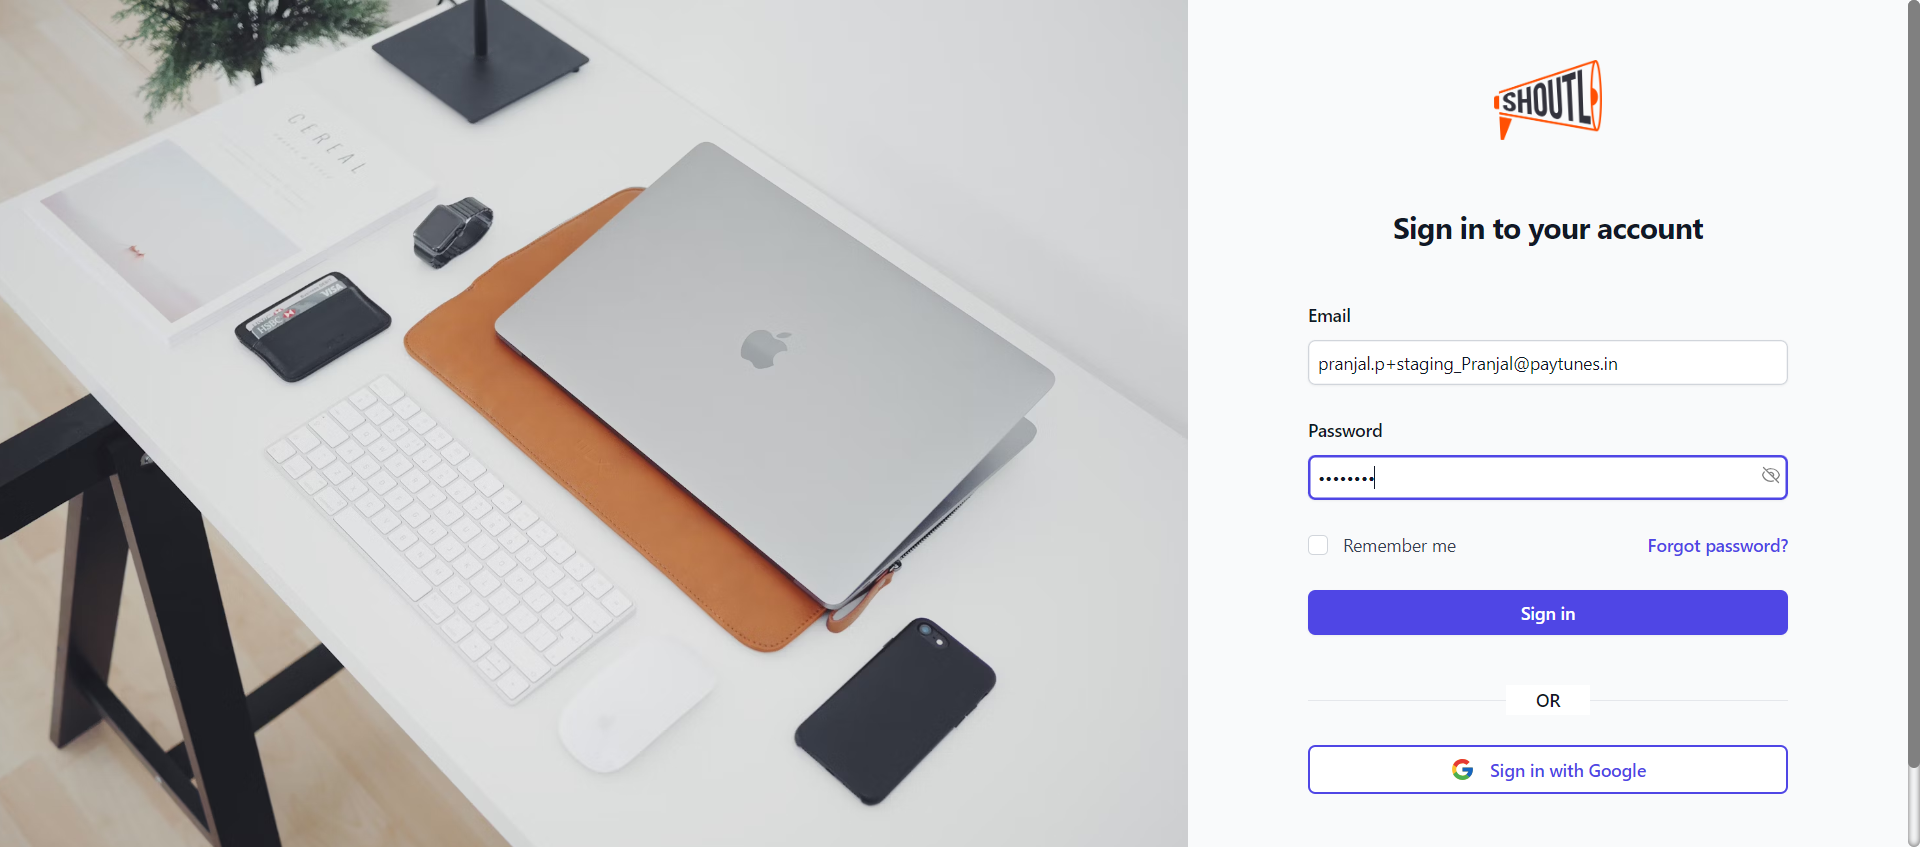 CEREAL
HSBC
VISA
SHOUTL
Sign in to your account
Email
pranjal.p+staging_Pranjal@paytunes.in
Password
••••••••
Remember me
Forgot password?
Sign in
OR
Sign in with Google